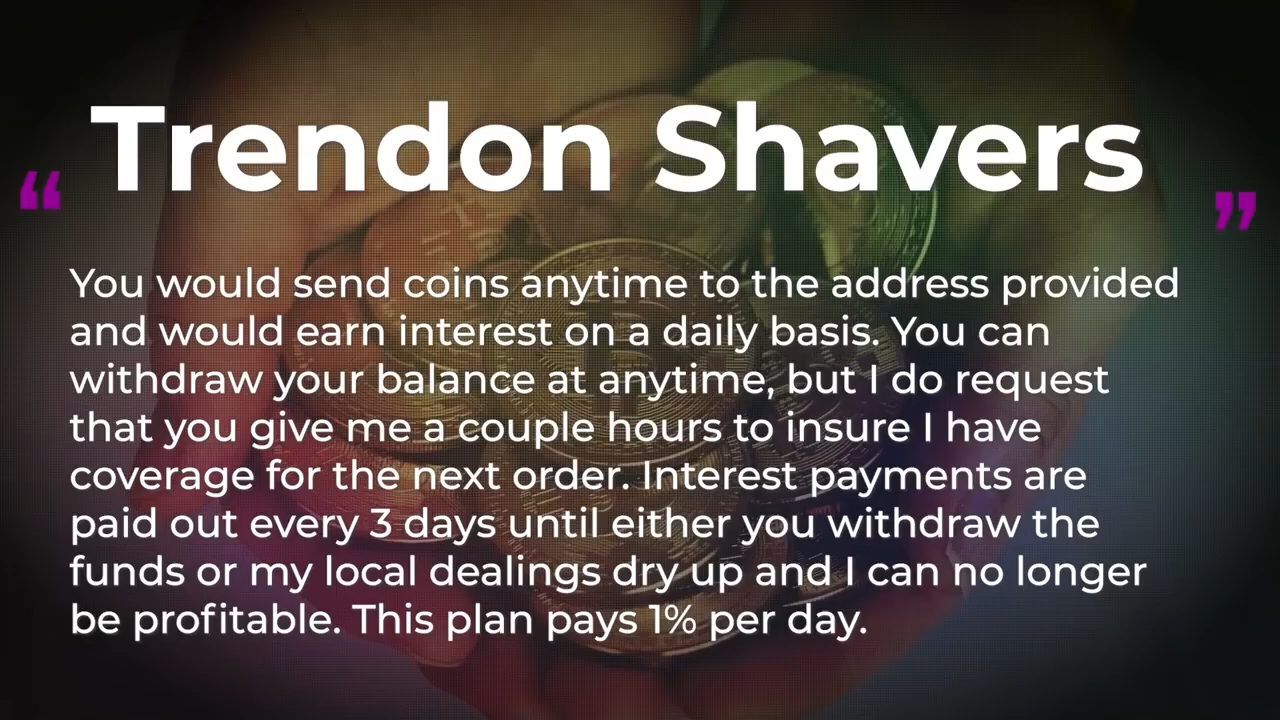 Trendon Shavers
“ ”
You would send coins anytime to the address provided
and would earn interest on a daily basis. You can
withdraw your balance at anytime, but I do request
that you give me a couple hours to insure I have
coverage for the next order. Interest payments are
paid out every 3 days until either you withdraw the
funds or my local dealings dry up and I can no longer
be profitable. This plan pays 1% per day.